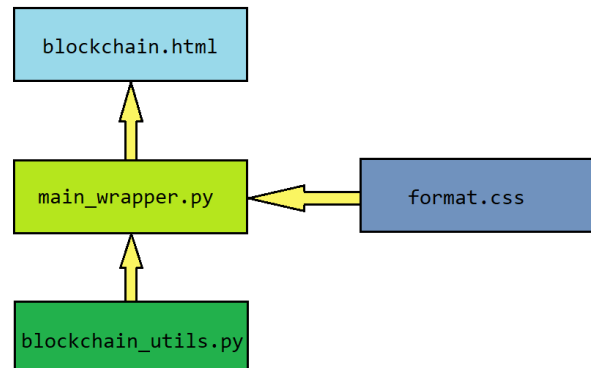 blockchain.html
main_wrapper.py
format.css
blockchain_utils.py